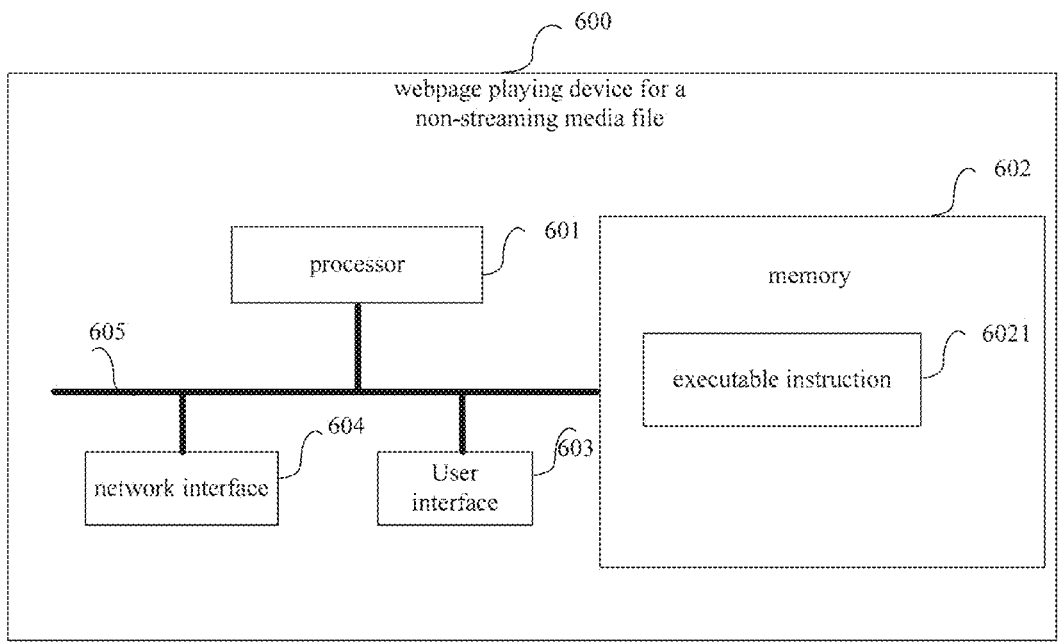 600
webpage playing device for a
non-streaming media file
602
601
processor
memory
605
6021
executable instruction
604
603
network interface
User
interface